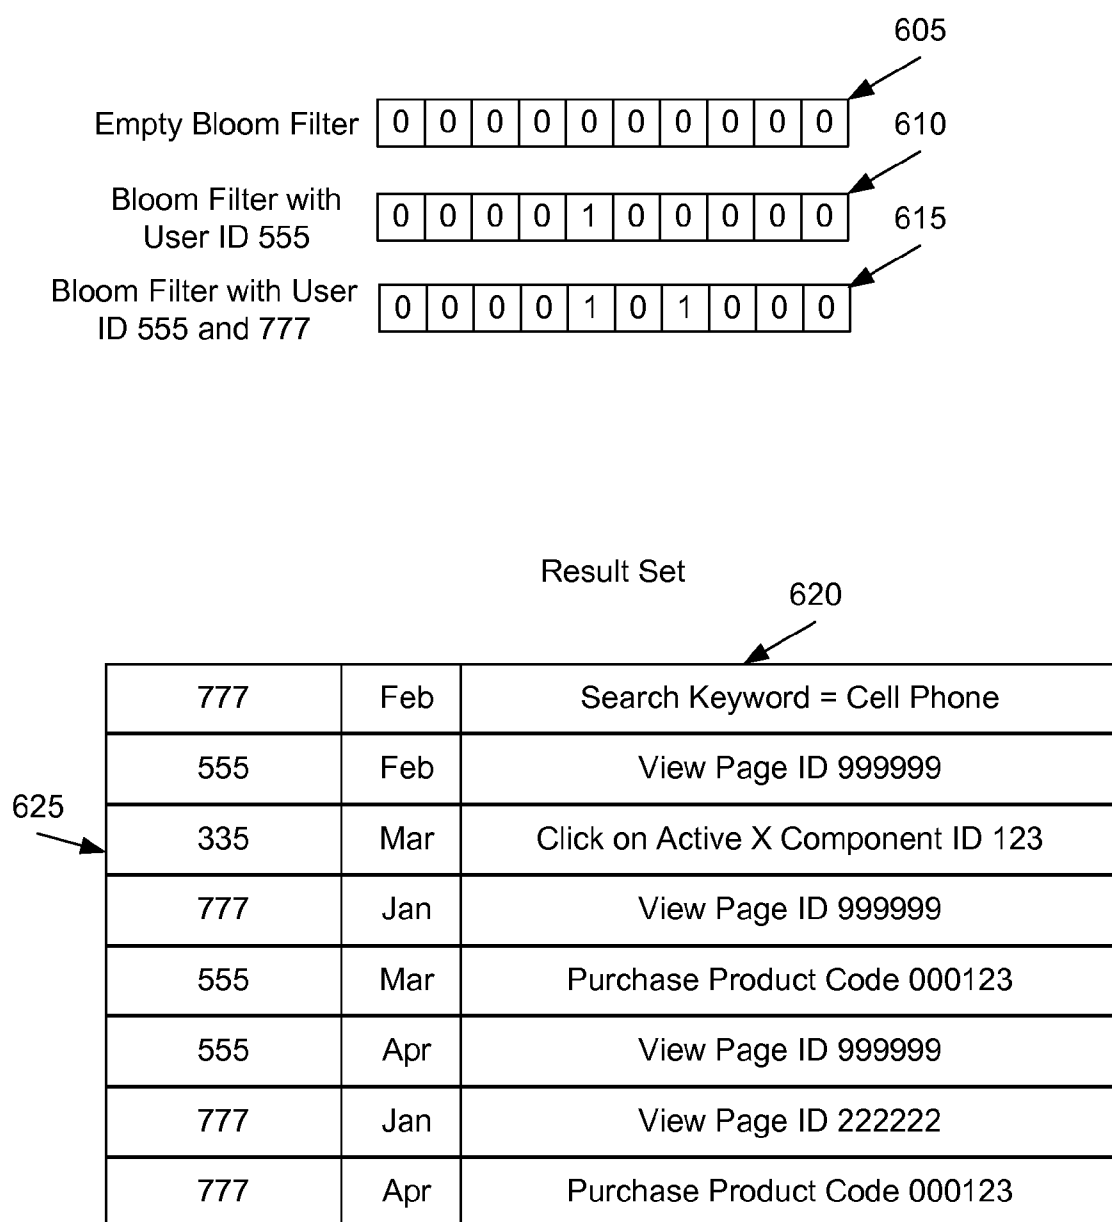 605
Empty Bloom Filter 0 0 0 0 0 0 0 0 0 0
610
Bloom Filter with
User ID 555
0 0 0 0 1 0 0 0 0 0
615
Bloom Filter with User
ID 555 and 777
0 0 0 0 1 0 1 0 0 0
Result Set
620
777 Feb Search Keyword = Cell Phone
555 Feb View Page ID 999999
625
335 Mar Click on Active X Component ID 123
777 Jan View Page ID 999999
555 Mar Purchase Product Code 000123
555 Apr View Page ID 999999
777 Jan View Page ID 222222
777 Apr Purchase Product Code 000123